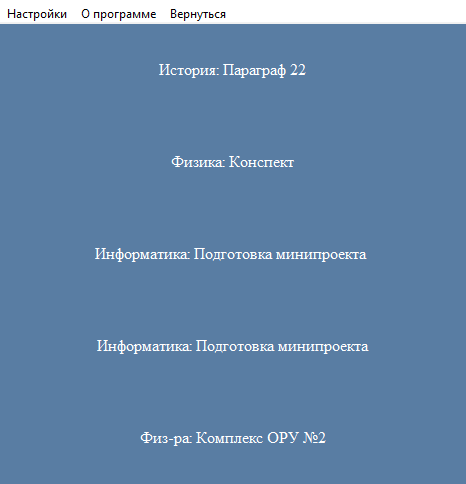 Настройки О программе Вернуться
История: Параграф 22
Физика: Конспект
Информатика: Подготовка минипроекта
Информатика: Подготовка минипроекта
Физ-ра: Комплекс ОРУ №2